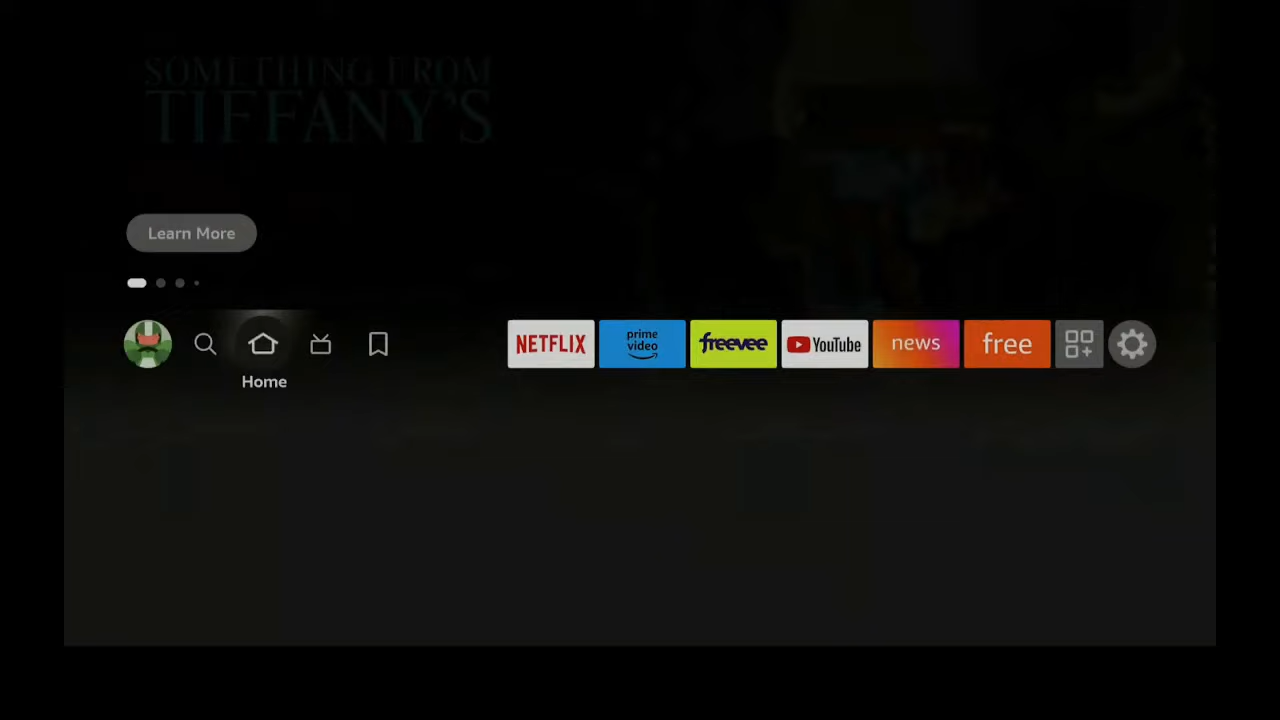 SOMETHING FROM
TIFFANY'S
Learn More
NETFLIX
prime video
freevee
YouTube
news
free
Home